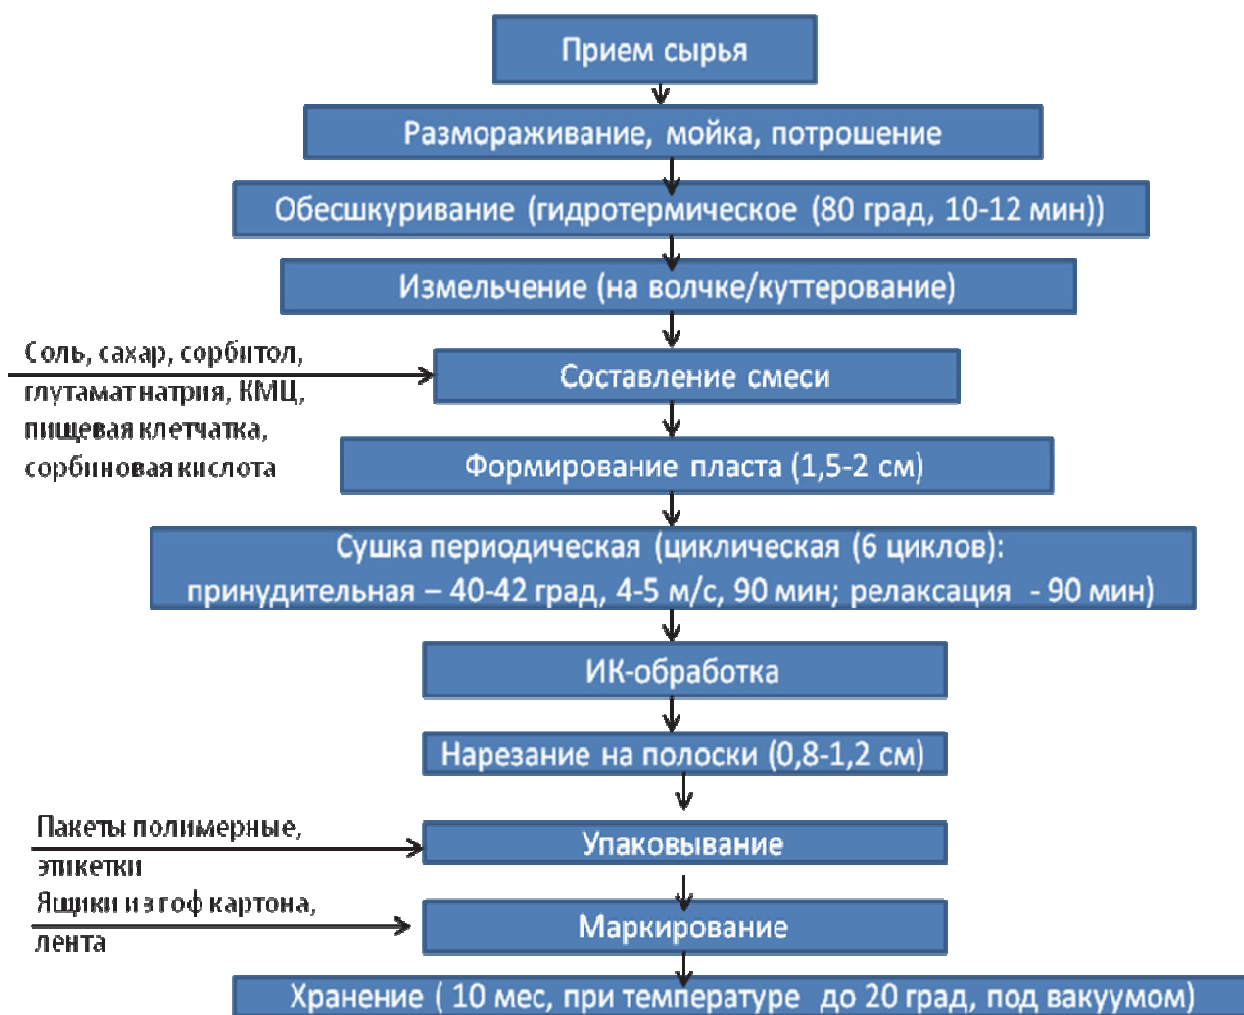 Прием сырья
Размораживание, мойка, потрошение
Обесшкуривание (гидротермическое (80 град, 10-12 мин))
Измельчение (на волчке/куттерование)
Соль, сахар, сорбитол,
глутамат натрия, КМЦ,
пищевая клетчатка,
сорбиновая кислота
Составление смеси
Формирование пласта (1,5-2 см)
Сушка периодическая (циклическая (6 циклов):
принудительная – 40-42 град, 4-5 м/с, 90 мин; релаксация - 90 мин)
ИК-обработка
Нарезание на полоски (0,8-1,2 см)
Пакеты полимерные,
этикетки
Упаковывание
Ящики из гоф картона,
лента
Маркирование
Хранение ( 10 мес, при температуре до 20 град, под вакуумом)